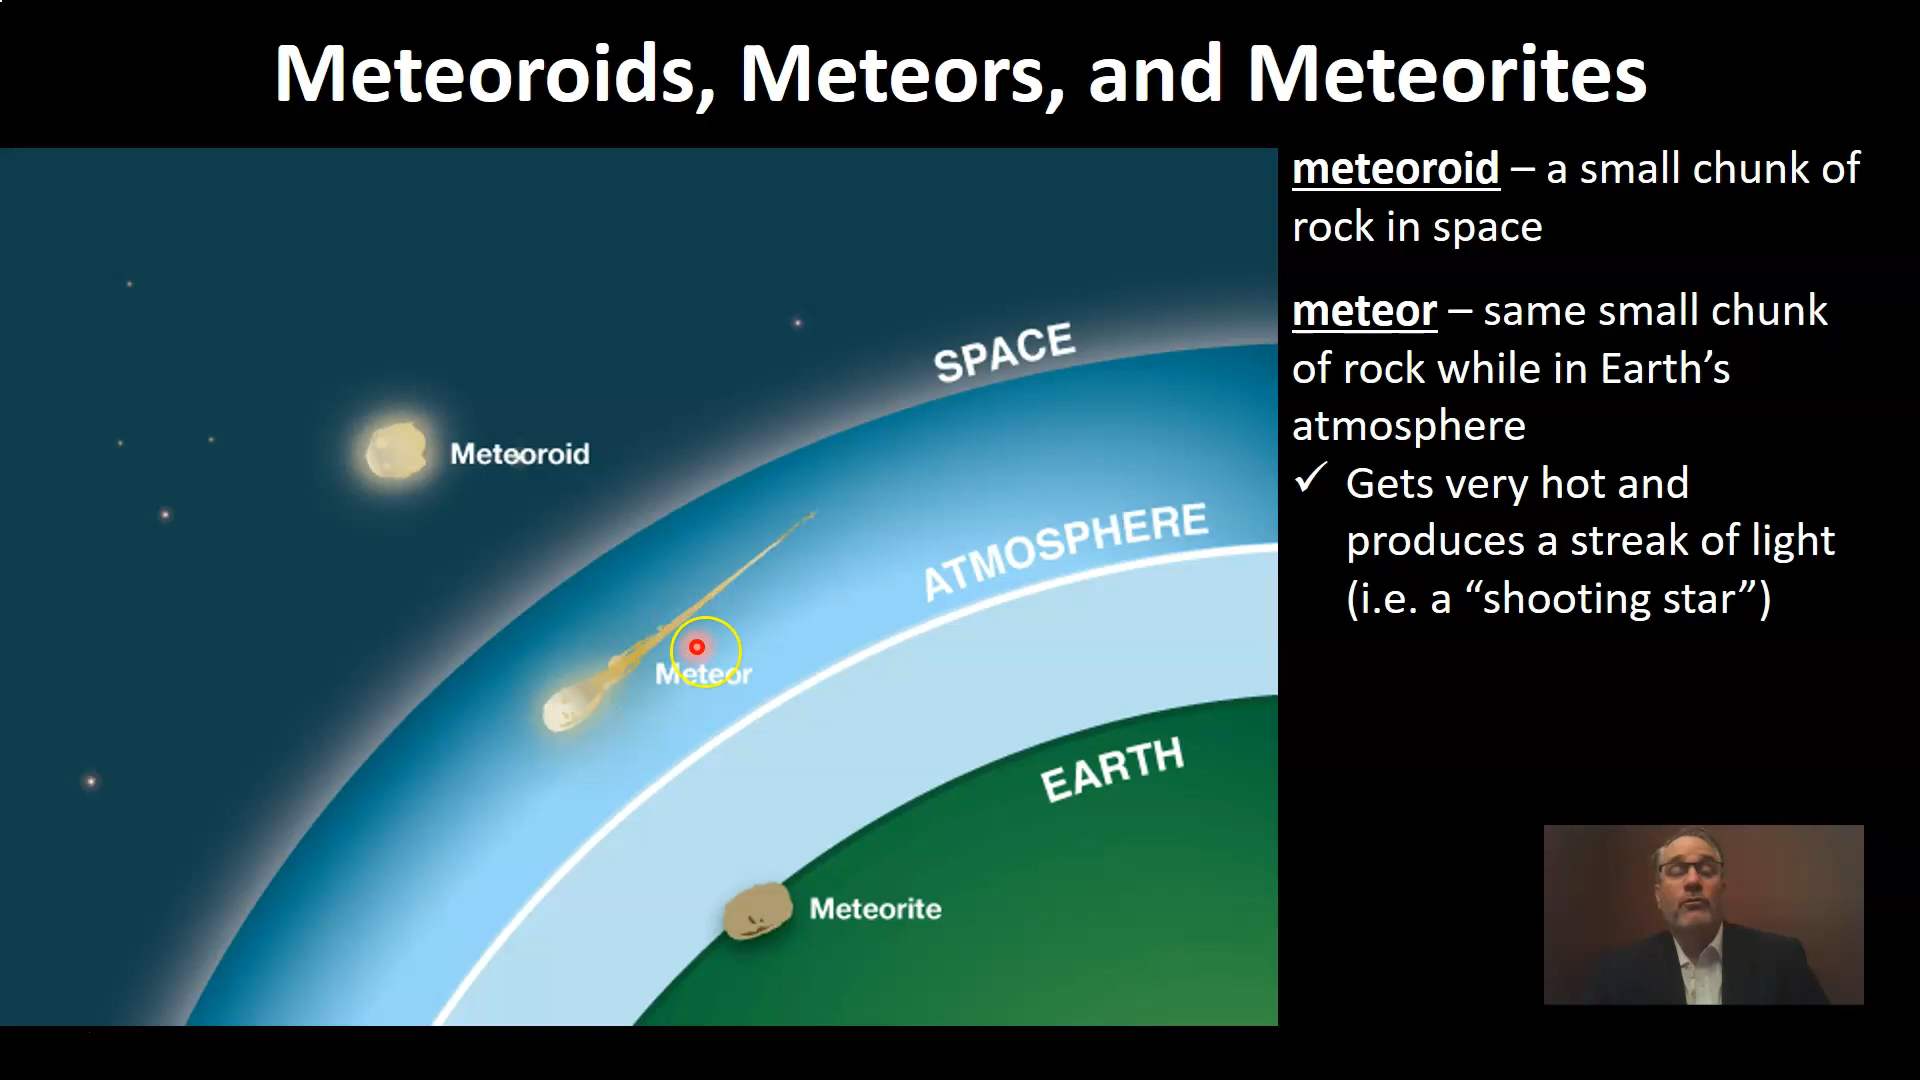 Meteoroids, Meteors, and Meteorites
meteoroid – a small chunk of
rock in space
meteor – same small chunk
of rock while in Earth’s
atmosphere
✓ Gets very hot and
produces a streak of light
(i.e. a “shooting star”)
SPACE
Meteoroid
ATMOSPHERE
Meteor
EARTH
Meteorite